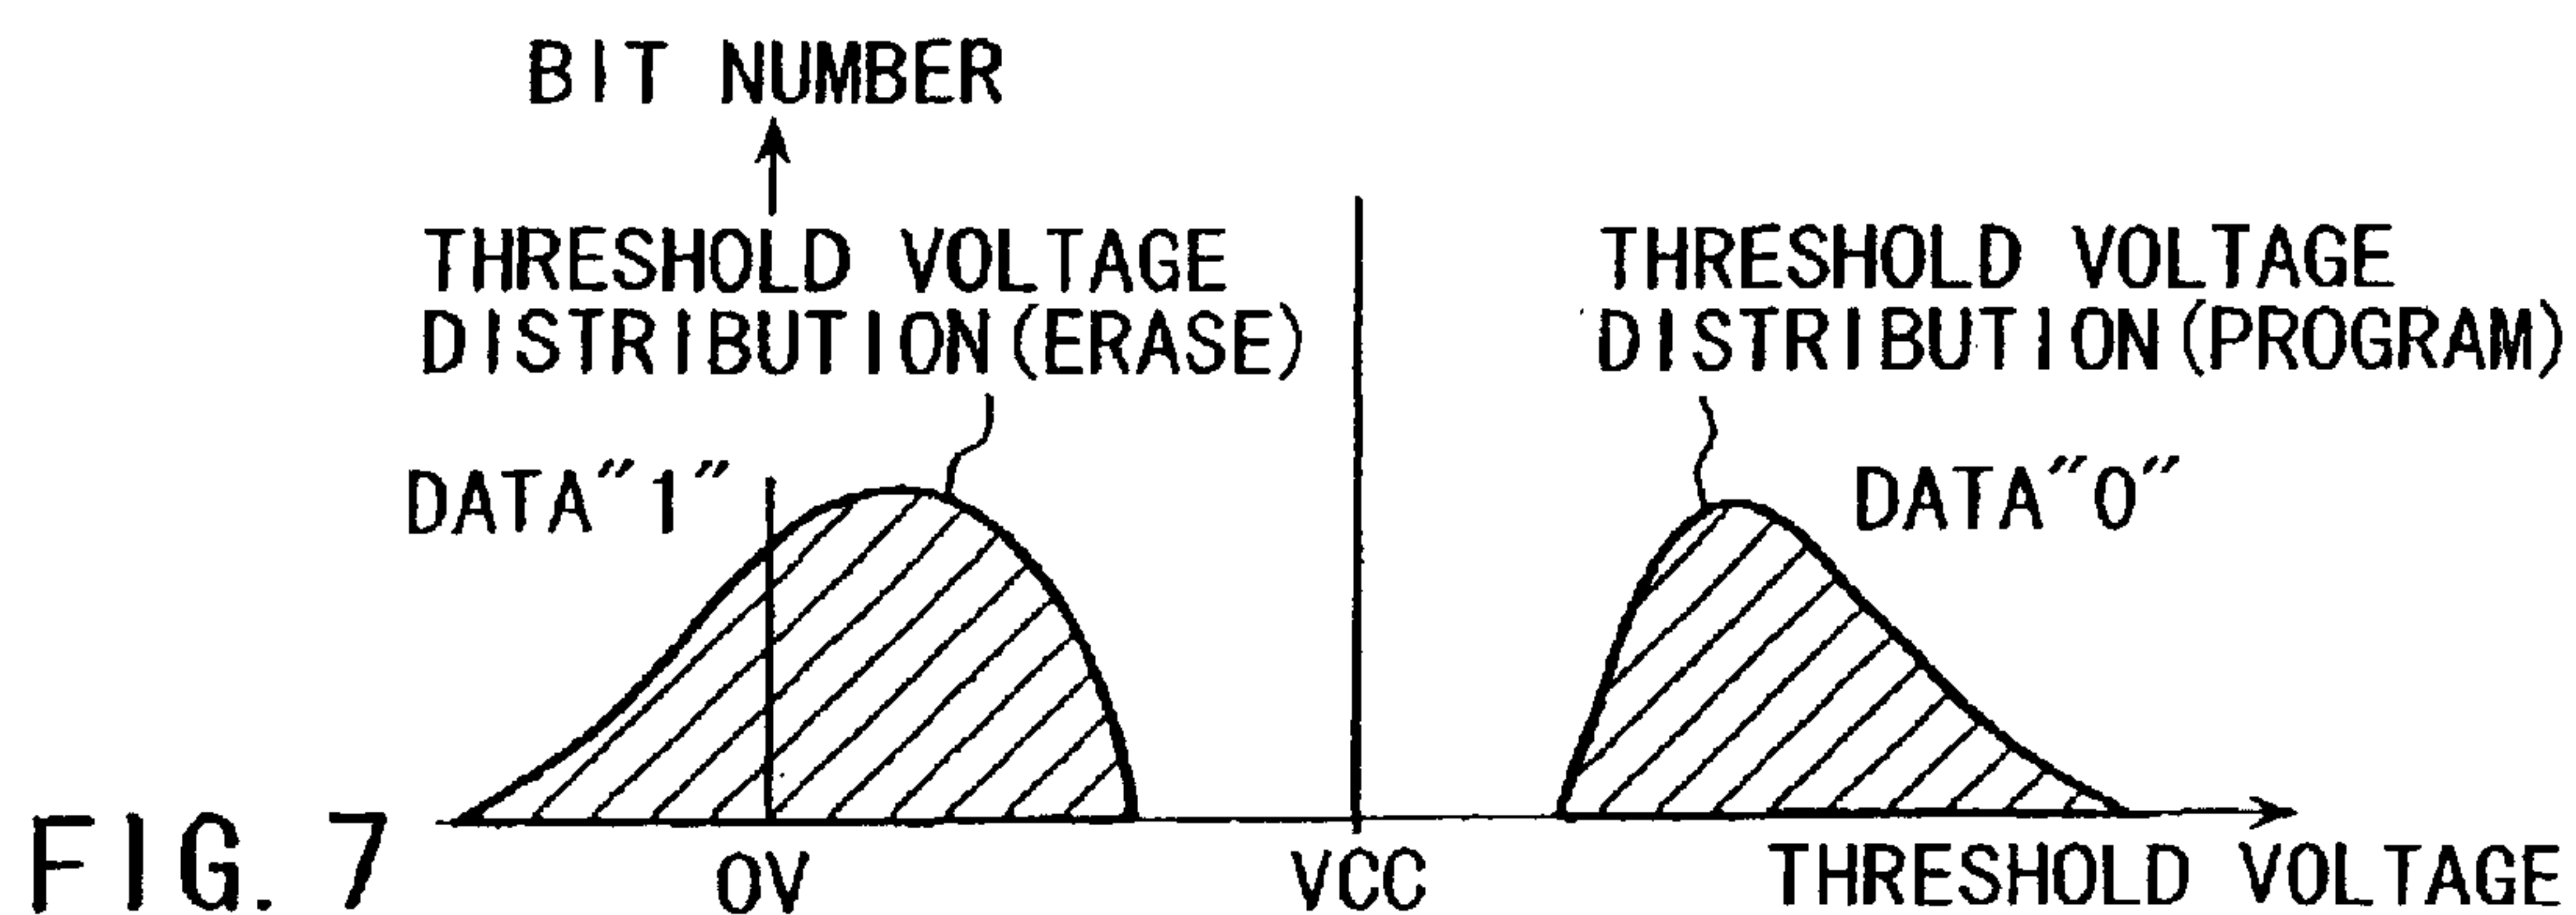 BIT NUMBER
THRESHOLD VOLTAGE
DISTRIBUTION(ERASE)
THRESHOLD VOLTAGE
DISTRIBUTION(PROGRAM)
DATA"1"
DATA"0"
0V
VCC
THRESHOLD VOLTAGE
FIG. 7